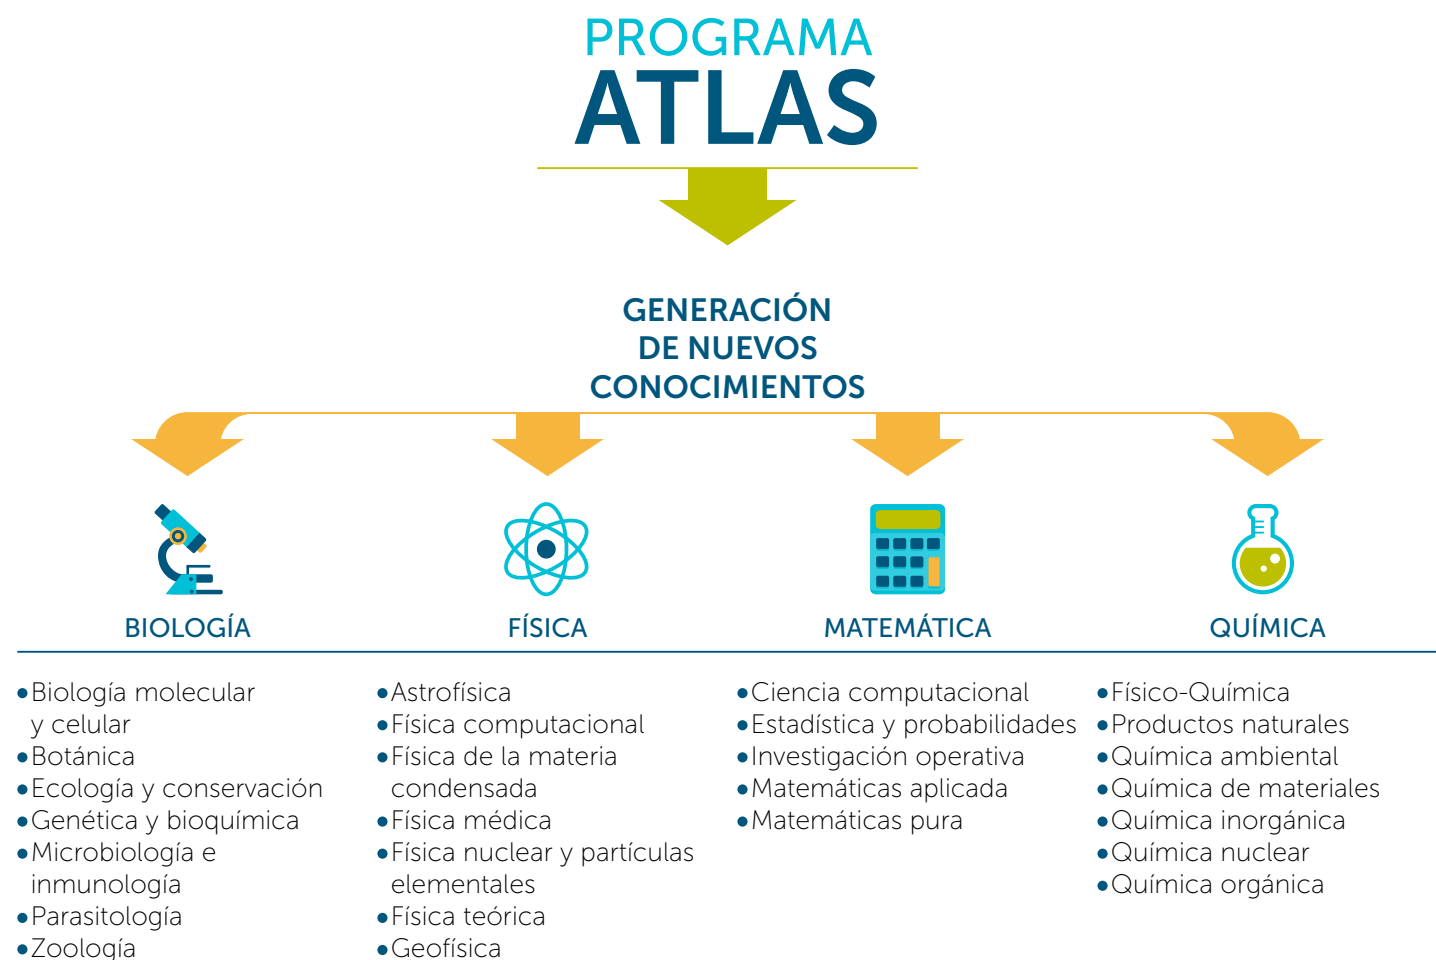 PROGRAMA
ATLAS
GENERACIÓN
DE NUEVOS
CONOCIMIENTOS
BIOLOGÍA
•Biología molecular
y celular
•Botánica
•Ecología y conservación
•Genética y bioquímica
•Microbiología e
inmunología
•Parasitología
•Zoología
FÍSICA
•Astrofísica
•Física computacional
•Física de la materia
condensada
•Física médica
•Física nuclear y partículas
elementales
•Física teórica
•Geofísica
MATEMÁTICA
•Ciencia computacional
•Estadística y probabilidades
•Investigación operativa
•Matemáticas aplicada
•Matemáticas pura
QUÍMICA
•Físico-Química
•Productos naturales
•Química ambiental
•Química de materiales
•Química inorgánica
•Química nuclear
•Química orgánica